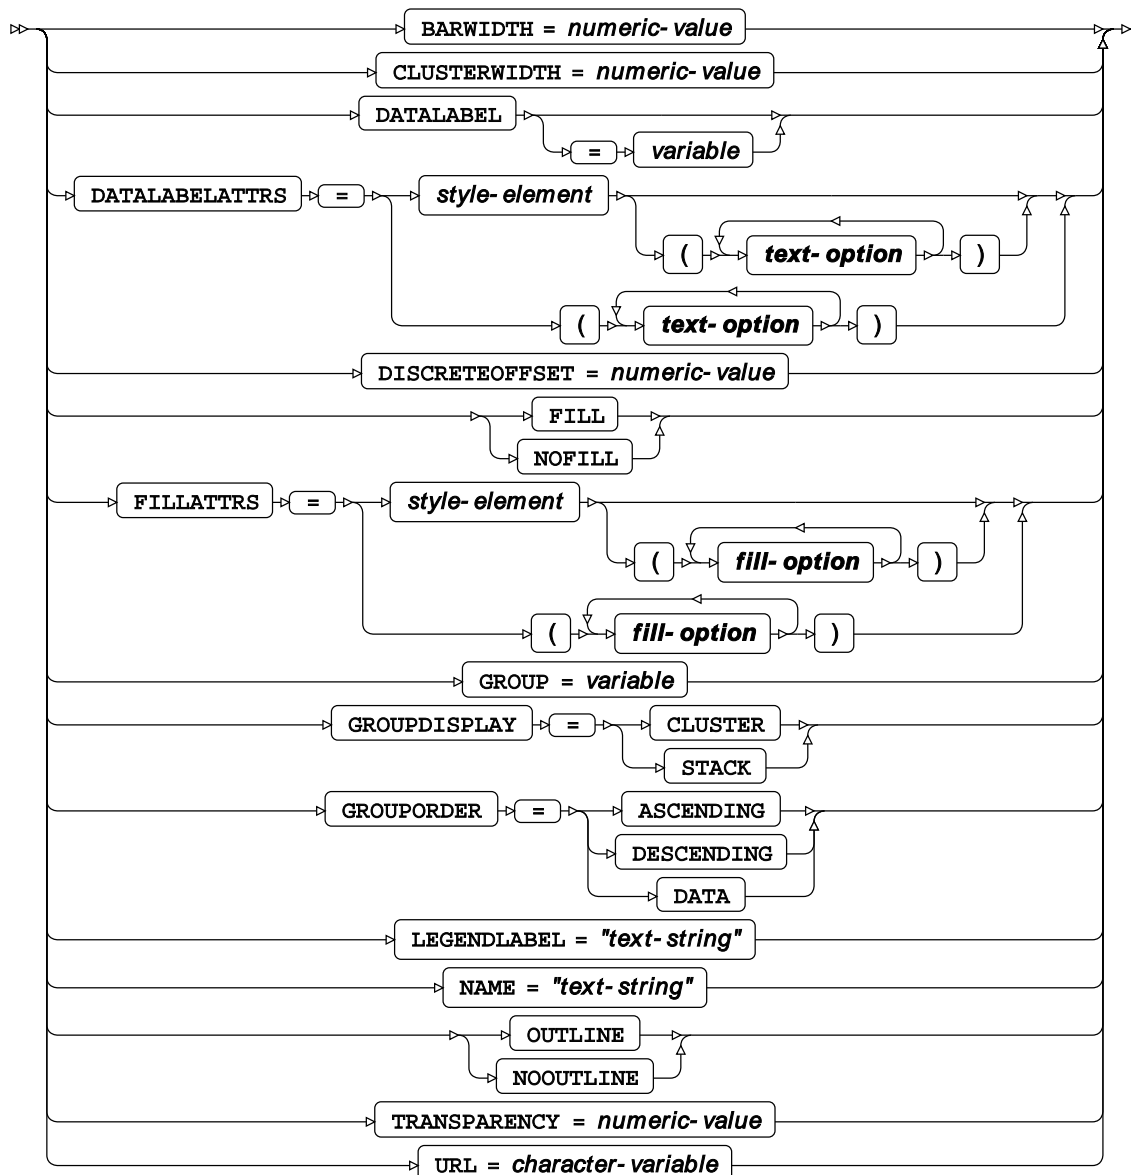 BARWIDTH = numeric-value
CLUSTERWIDTH = numeric-value
DATALABEL
= variable
DATALABELATTRS = style-element
( text-option )
( text-option )
DISCRETEOFFSET = numeric-value
FILL
NOFILL
FILLATTRS = style-element
( fill-option )
( fill-option )
GROUP = variable
GROUPDISPLAY = CLUSTER
STACK
GROUPORDER = ASCENDING
DESCENDING
DATA
LEGENDLABEL = "text-string"
NAME = "text-string"
OUTLINE
NOOUTLINE
TRANSPARENCY = numeric-value
URL = character-variable